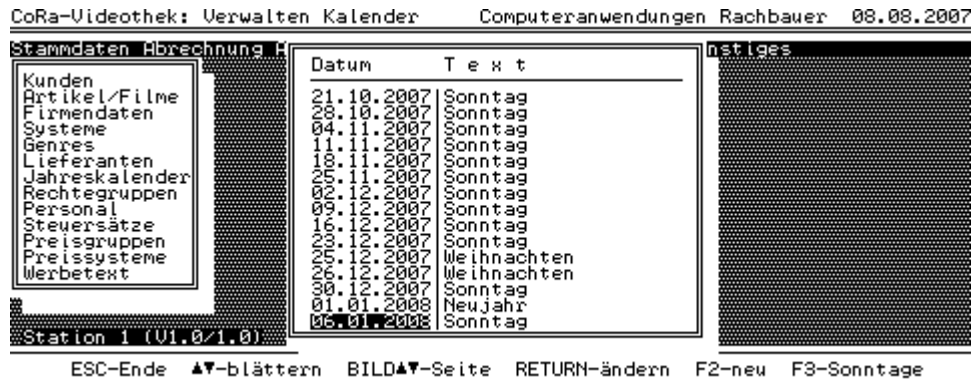 CoRa-Videothek: Verwalten Kalender Computeranwendungen Rachbauer 08.08.2007
Stammdaten Abrechnung A nstiges
Kunden
Artikel/Filme
Firmendaten
Systeme
Genres
Lieferanten
Jahreskalender
Rechtegruppen
Personal
Steuersätze
Preisgruppen
Preissysteme
Werbetext
Station 1 (V1.0/1.0)
Datum T e x t
21.10.2007 Sonntag
28.10.2007 Sonntag
04.11.2007 Sonntag
11.11.2007 Sonntag
18.11.2007 Sonntag
25.11.2007 Sonntag
02.12.2007 Sonntag
09.12.2007 Sonntag
16.12.2007 Sonntag
23.12.2007 Sonntag
25.12.2007 Weihnachten
26.12.2007 Weihnachten
30.12.2007 Sonntag
01.01.2008 Neujahr
06.01.2008 Sonntag
ESC-Ende ▲▼-blättern BILD▲▼-Seite RETURN-ändern F2-neu F3-Sonntage